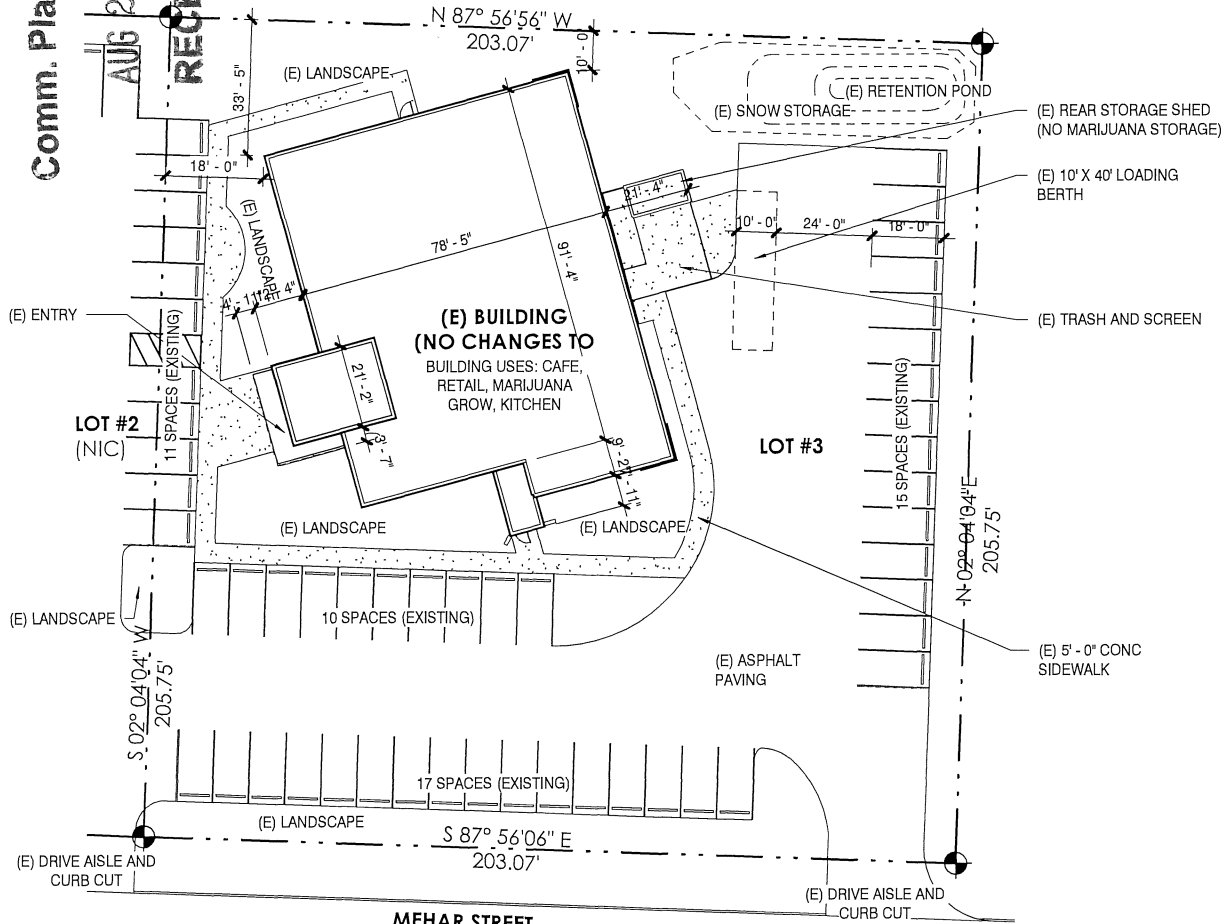 Comm. Pla
AUG 2
REC
N 87° 56'56" W
203.07'
33' - 5"
10' - 0
(E) LANDSCAPE
(E) RETENTION POND
(E) SNOW STORAGE
(E) REAR STORAGE SHED
(NO MARIJUANA STORAGE)
18' - 0"
(E) 10' X 40' LOADING
BERTH
21' - 4"
10' - 0"
24' - 0"
18' - 0"
(E) LANDSCAPE
78' - 5"
91' - 4"
(E) ENTRY
(E) BUILDING
(NO CHANGES TO
(E) TRASH AND SCREEN
BUILDING USES: CAFE,
RETAIL, MARIJUANA
GROW, KITCHEN
11 SPACES (EXISTING)
21' - 2"
15 SPACES (EXISTING)
LOT #2
(NIC)
3' - 7"
LOT #3
N 02° 04'04"E
205.75'
(E) LANDSCAPE
(E) LANDSCAPE
(E) LANDSCAPE
10 SPACES (EXISTING)
(E) 5' - 0" CONC
SIDEWALK
(E) ASPHALT
PAVING
S 02° 04'04" W
205.75'
17 SPACES (EXISTING)
(E) LANDSCAPE
S 87° 56'06" E
203.07'
(E) DRIVE AISLE AND
CURB CUT
(E) DRIVE AISLE AND
CURB CUT
MEHAR STREET